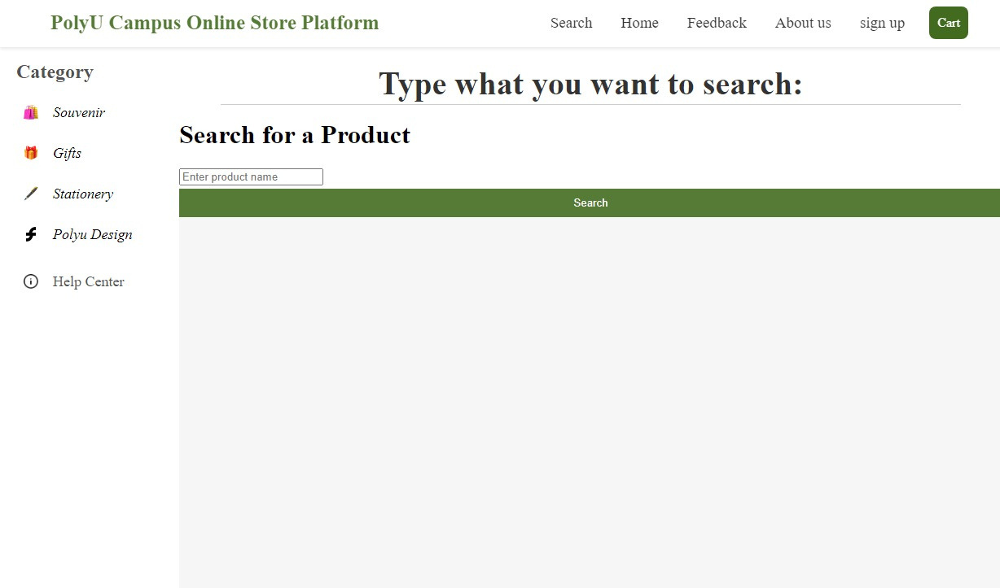 PolyU Campus Online Store Platform
Search
Home
Feedback
About us
sign up
Cart
Category
Souvenir
Gifts
Stationery
Polyu Design
Help Center
Type what you want to search:
Search for a Product
Enter product name
Search